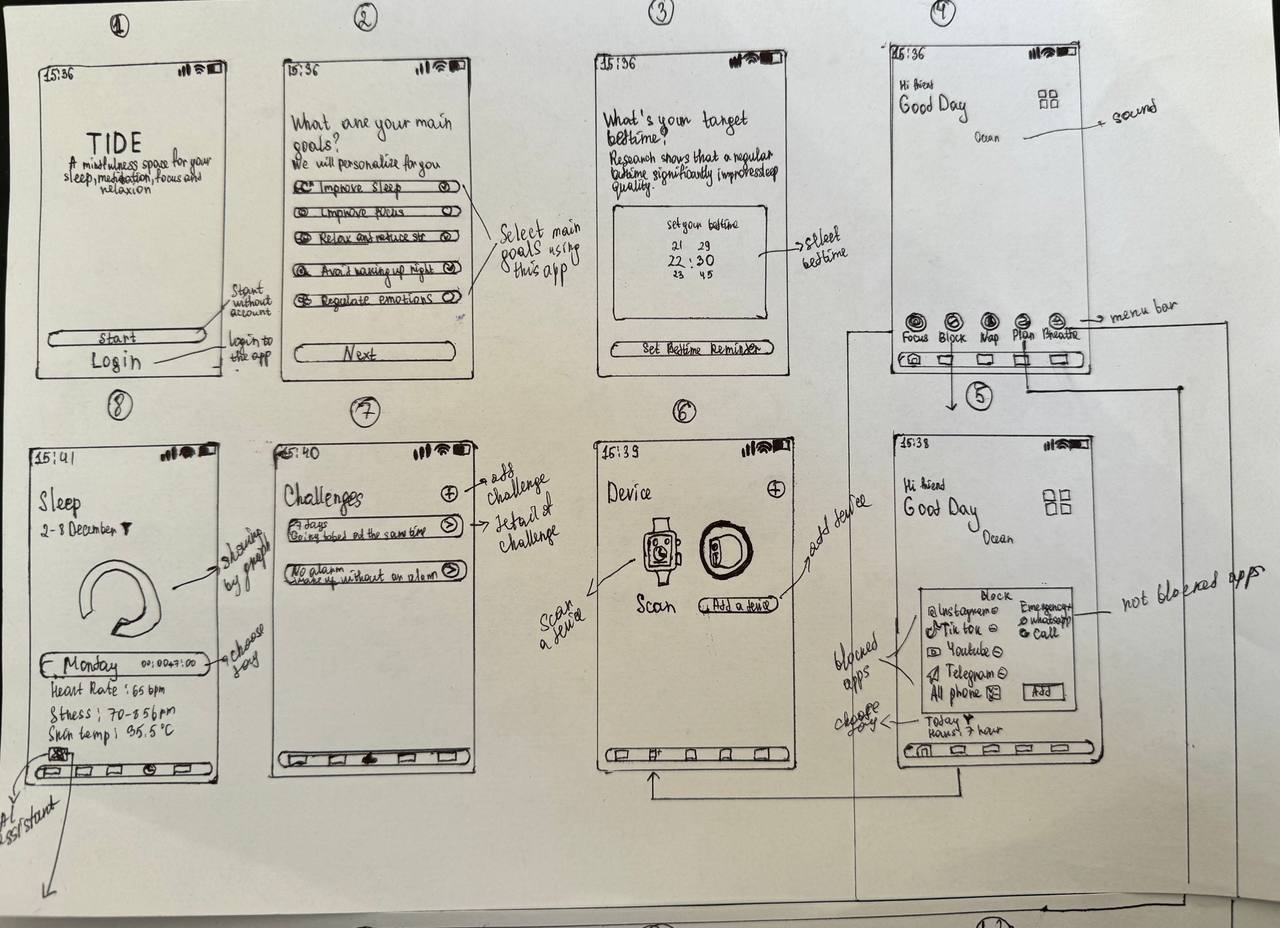 1
15:36
TIDE
A mindfulness space for your
sleep, meditation, focus and
relaxion
Start
Login
Start
without
account
Login to
the app
2
15:36
What are your main
goals?
We will personalize for you
Improve Sleep
Improve focus
Relax and reduce str
Avoid waking up night
Regulate emotions
Next
Select main
goals using
this app
3
15:36
What's your target
bedtime?
Research shows that a regular
bedtime significantly improves sleep
quality.
set your bedtime
21 29
22:30
23 45
Set Bedtime Reminder
select
bedtime
4
15:36
Hi friend
Good Day
Ocean
sound
Focus Block Nap Plan Breathe
menu bar
8
15:41
Sleep
2-8 December
showing
by graph
Monday
choose
day
Heart Rate : 65 bpm
Stress : 70-85 bpm
Skin temp : 35.5°C
AI
assistant
7
15:40
Challenges
add
challenge
7 days
Going to bed at the same time
Detail of
challenge
No alarm
wake up without an alarm
6
15:39
Device
Scan
Add a device
Scan
a device
add device
5
15:38
Hi friend
Good Day
Ocean
Block
Instagram
Tik tok
Youtube
Telegram
All phone
Emergency
whatsapp
call
Add
Today
Hours: 7 hour
blocked
apps
choose
day
not blocked apps